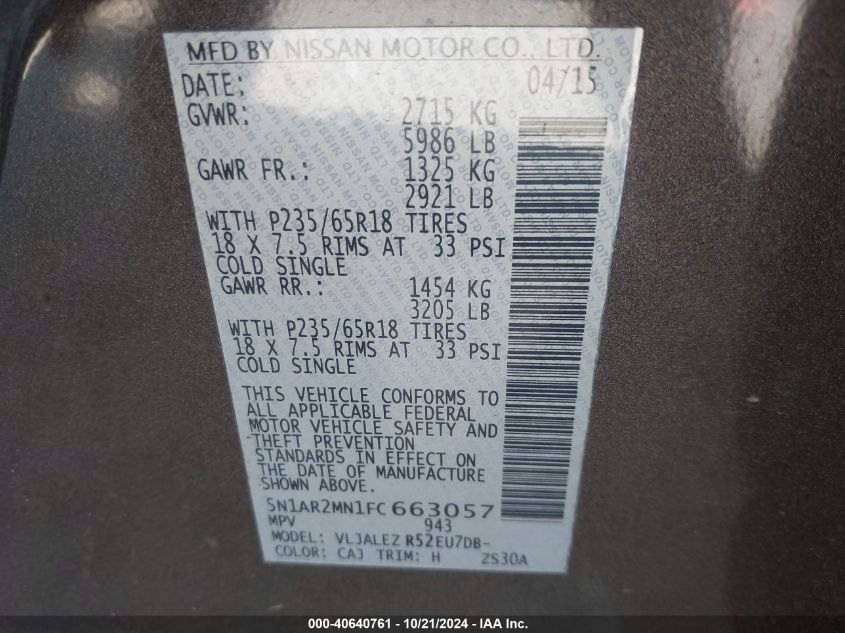 MFD BY NISSAN MOTOR CO., LTD.
DATE: 04/15
GVWR: 2715 KG
5986 LB
GAWR FR.: 1325 KG
2921 LB
WITH P235/65R18 TIRES
18 X 7.5 RIMS AT 33 PSI
COLD SINGLE
GAWR RR.: 1454 KG
3205 LB
WITH P235/65R18 TIRES
18 X 7.5 RIMS AT 33 PSI
COLD SINGLE
THIS VEHICLE CONFORMS TO
ALL APPLICABLE FEDERAL
MOTOR VEHICLE SAFETY AND
THEFT PREVENTION
STANDARDS IN EFFECT ON
THE DATE OF MANUFACTURE
SHOWN ABOVE.
5N1AR2MN1FC663057
MPV 943
MODEL: VLJALEZ R52EU7DB-
COLOR: CAJ TRIM: H ZS30A
000-40640761 - 10/21/2024 - IAA Inc.